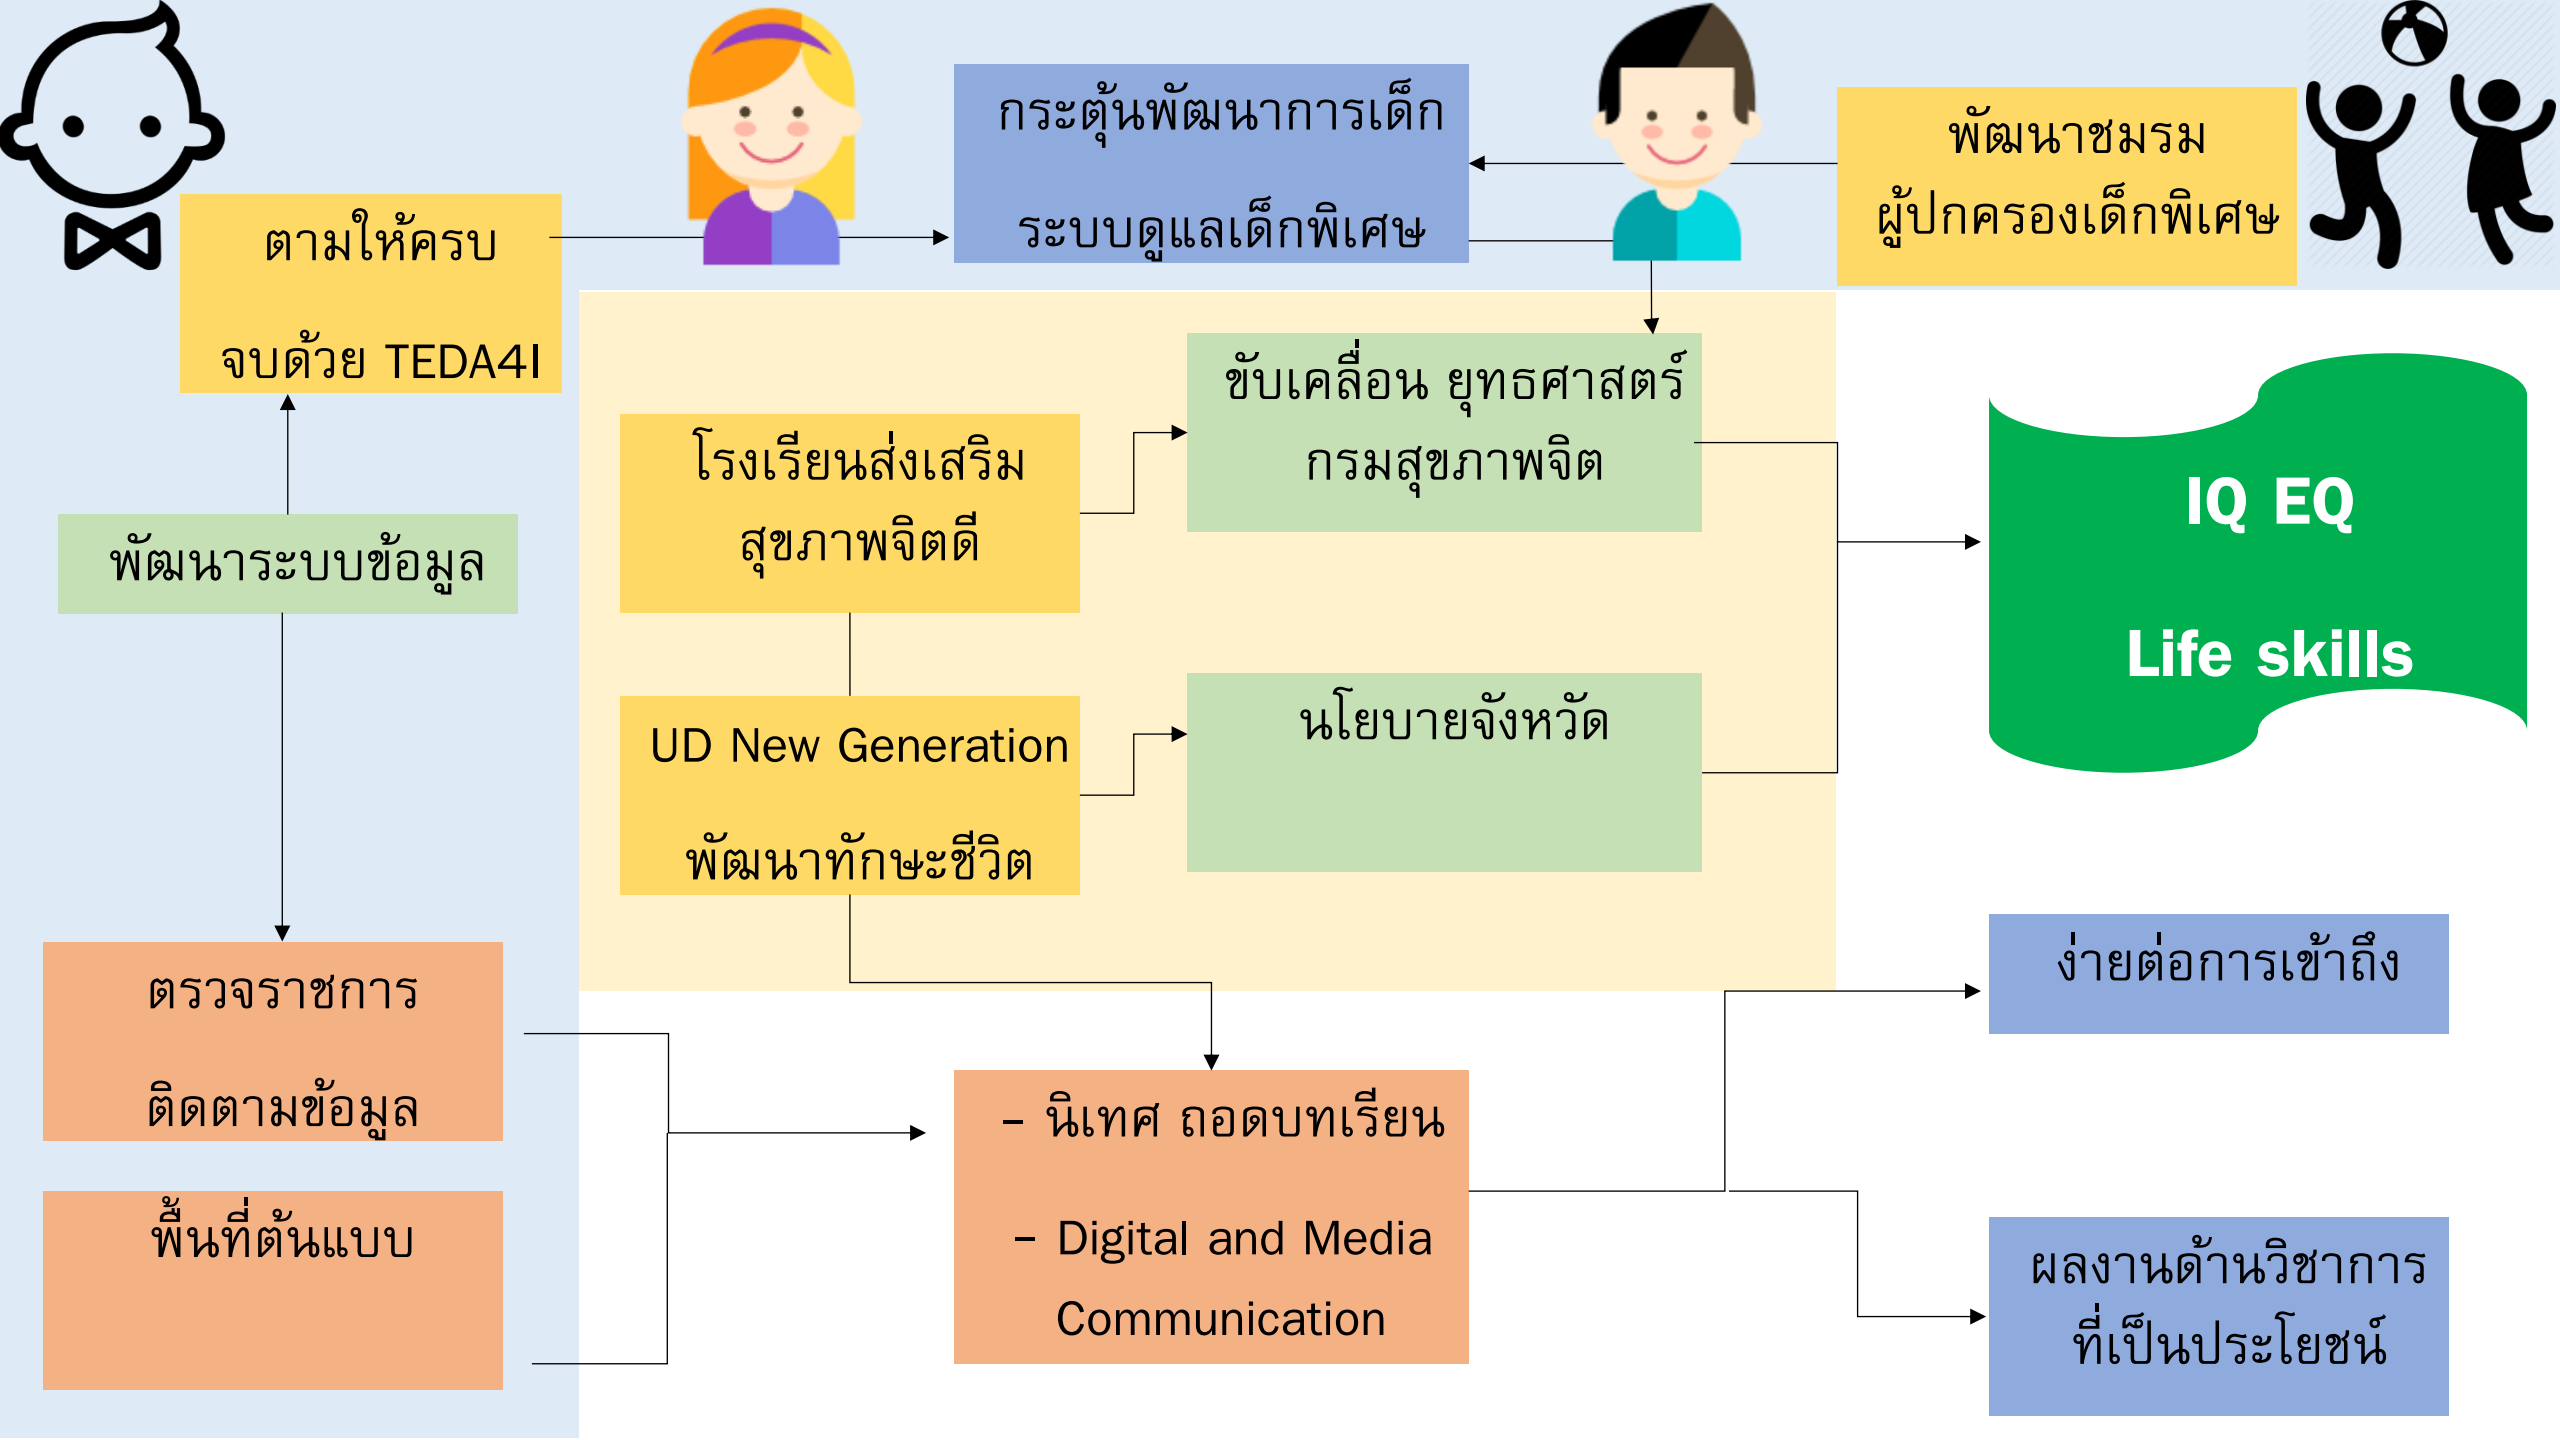 กระตุ้นพัฒนาการเด็ก
ระบบดูแลเด็กพิเศษ
พัฒนาชมรม
ผู้ปกครองเด็กพิเศษ
ตามให้ครบ
จบด้วย TEDA4I
ขับเคลื่อน ยุทธศาสตร์
กรมสุขภาพจิต
โรงเรียนส่งเสริม
สุขภาพจิตดี
IQ EQ
Life skills
พัฒนาระบบข้อมูล
UD New Generation
พัฒนาทักษะชีวิต
นโยบายจังหวัด
ตรวจราชการ
ติดตามข้อมูล
ง่ายต่อการเข้าถึง
พื้นที่ต้นแบบ
- นิเทศ ถอดบทเรียน
- Digital and Media
Communication
ผลงานด้านวิชาการ
ที่เป็นประโยชน์